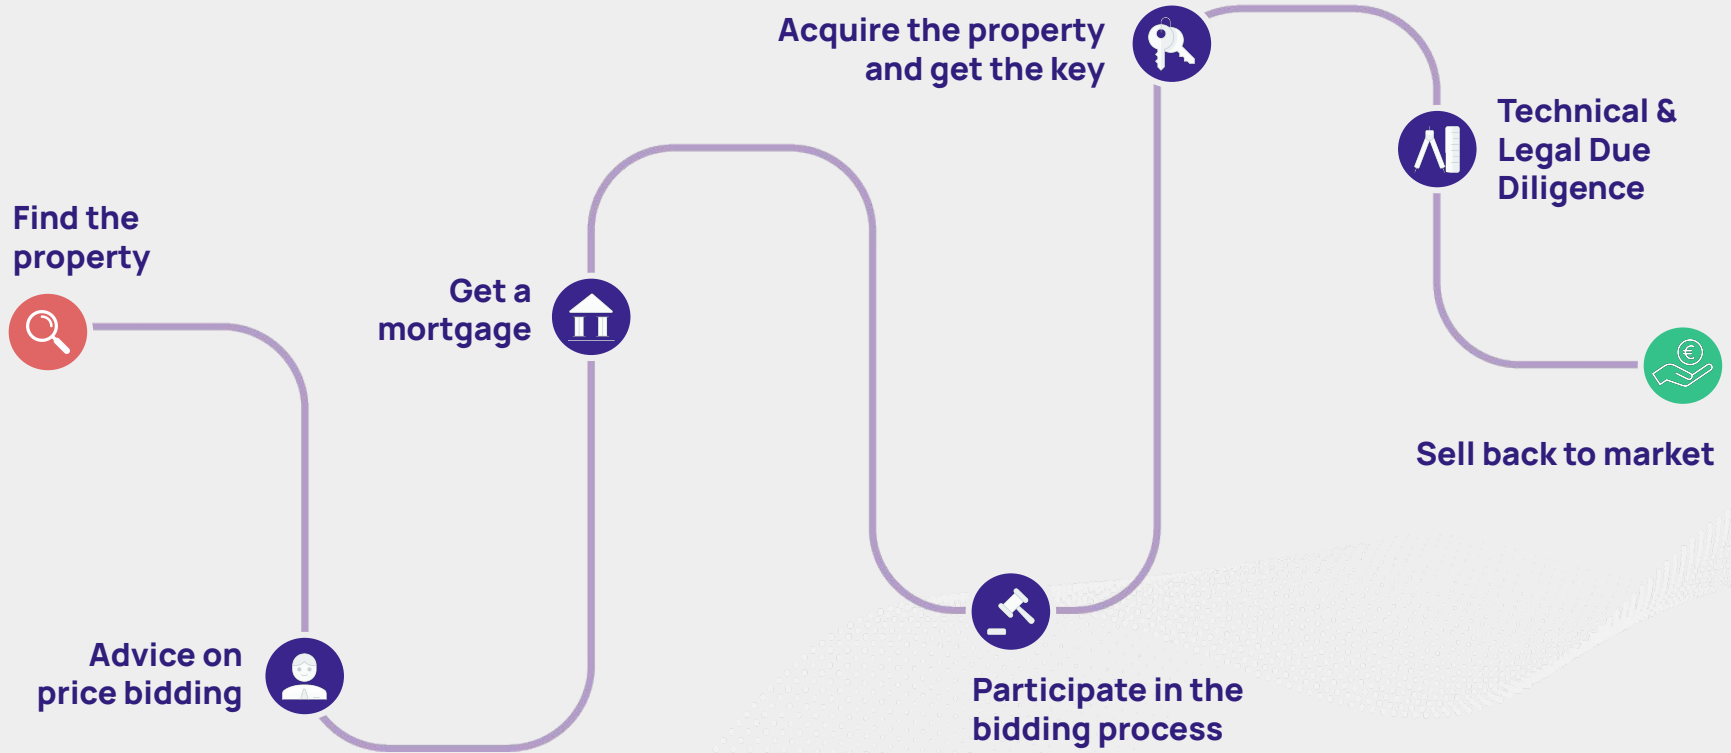 Find the
property
Advice on
price bidding
Get a
mortgage
Participate in the
bidding process
Acquire the property
and get the key
Technical &
Legal Due
Diligence
€
Sell back to market